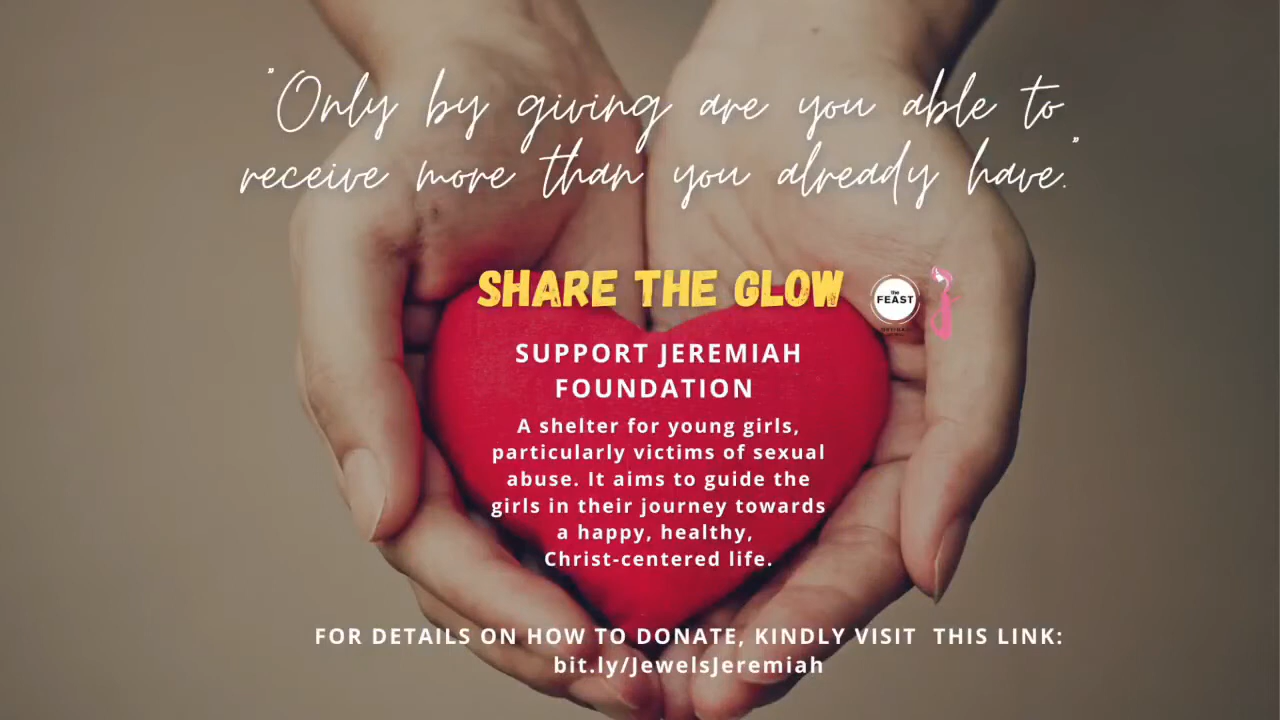 "Only by giving are you able to
receive more than you already have."
SHARE THE GLOW
the
FEAST
SUPPORT JEREMIAH
FOUNDATION
A shelter for young girls,
particularly victims of sexual
abuse. It aims to guide the
girls in their journey towards
a happy, healthy,
Christ-centered life.
FOR DETAILS ON HOW TO DONATE, KINDLY VISIT  THIS LINK:
bit.ly/JewelsJeremiah